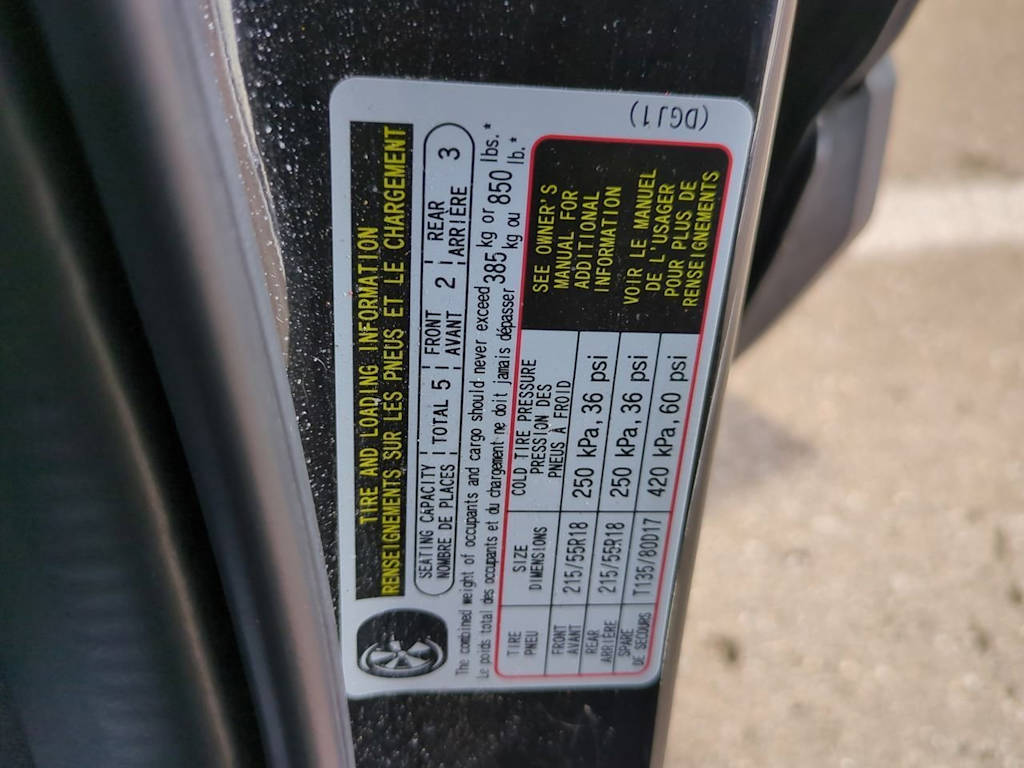 TIRE AND LOADING INFORMATION
RENSEIGNEMENTS SUR LES PNEUS ET LE CHARGEMENT
SEATING CAPACITY TOTAL 5 FRONT 2 REAR 3
NOMBRE DE PLACES AVANT ARRIÈRE
The combined weight of occupants and cargo should never exceed 385 kg or 850 lbs.*
Le poids total des occupants et du chargement ne doit jamais dépasser kg ou lb.*
TIRE SIZE COLD TIRE PRESSURE
PNEU DIMENSIONS PRESSION DES
PNEUS A FROID
FRONT 215/55R18 250 kPa, 36 psi
AVANT
REAR 215/55R18 250 kPa, 36 psi
ARRIÈRE
SPARE T135/80D17 420 kPa, 60 psi
DE SECOURS
SEE OWNER'S
MANUAL FOR
ADDITIONAL
INFORMATION
VOIR LE MANUEL
DE L'USAGER
POUR PLUS DE
RENSEIGNEMENTS
(DGJ1)